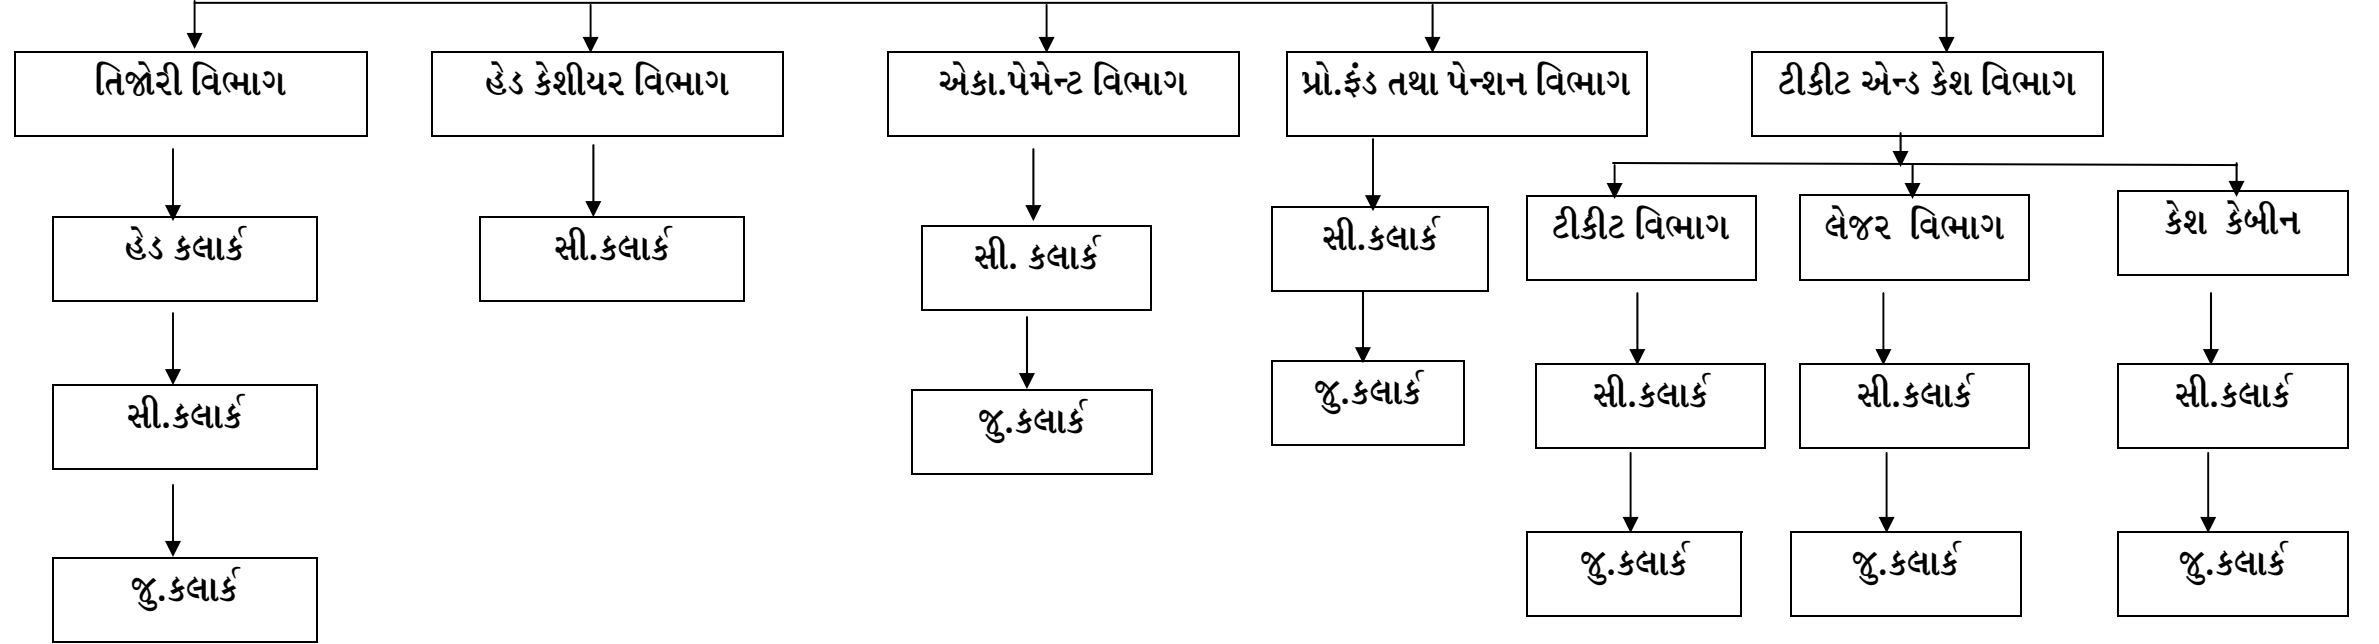 તિજોરી વિભાગ
હેડ કેશીયર વિભાગ
એકા.પેમેન્ટ વિભાગ
પ્રો.ફંડ તથા પેન્શન વિભાગ
ટીકીટ એન્ડ કેશ વિભાગ
ટીકીટ વિભાગ
લેજર વિભાગ
કેશ કેબીન
હેડ કલાર્ક
સી.કલાર્ક
સી. કલાર્ક
સી.કલાર્ક
સી.કલાર્ક
સી.કલાર્ક
સી.કલાર્ક
સી.કલાર્ક
જુ.કલાર્ક
જુ.કલાર્ક
જુ.કલાર્ક
જુ.કલાર્ક
જુ.કલાર્ક
જુ.કલાર્ક